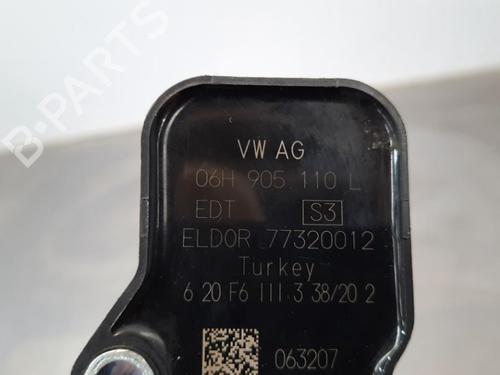 B-PARTS
VW AG
06H 905 110 L
EDT S3
ELDOR 77320012
Turkey
6 20 F6 111 3 38/20 2
063207